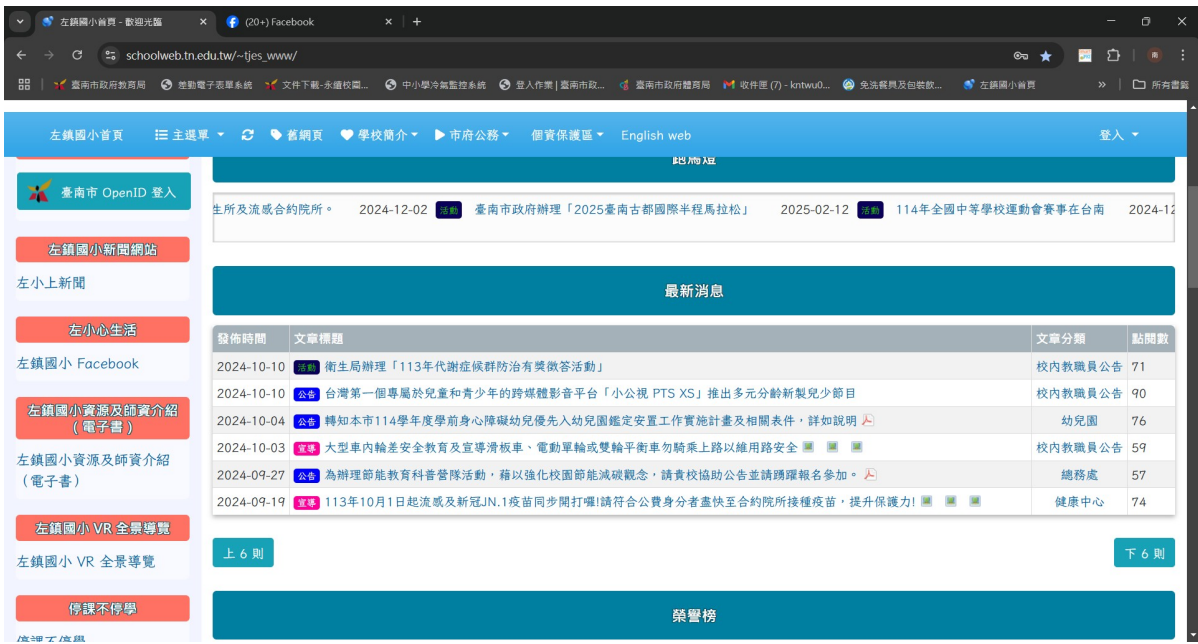 左鎮國小首頁 - 歡迎光臨
(20+) Facebook
schoolweb.tn.edu.tw/~tjes_www/
臺南市政府教育局
差勤電子表單系統
文件下載-永續校園...
中小學冷氣監控系統
登入作業|臺南市政...
臺南市政府體育局
收件匣 (7) - kntwu0...
免洗餐具及包裝飲...
左鎮國小首頁
»
所有書籤
左鎮國小首頁
主選單
舊網頁
學校簡介
市府公務
個資保護區
English web
登入
跑馬燈
臺南市 OpenID 登入
生所及流感合約院所。 2024-12-02 活動 臺南市政府辦理「2025臺南古都國際半程馬拉松」 2025-02-12 活動 114年全國中等學校運動會賽事在台南 2024-12
左鎮國小新聞網站
左小上新聞
左小心生活
左鎮國小 Facebook
左鎮國小資源及師資介紹
(電子書)
左鎮國小資源及師資介紹
(電子書)
左鎮國小 VR 全景導覽
左鎮國小 VR 全景導覽
停課不停學
停課不停學
最新消息
發佈時間 文章標題 文章分類 點閱數
2024-10-10 活動 衛生局辦理「113年代謝症候群防治有獎徵答活動」 校內教職員公告 71
2024-10-10 公告 台灣第一個專屬於兒童和青少年的跨媒體影音平台「小公視 PTS XS」推出多元分齡新製兒少節目 校內教職員公告 90
2024-10-04 公告 轉知本市114學年度學前身心障礙幼兒優先入幼兒園鑑定安置工作實施計畫及相關表件,詳如說明 幼兒園 76
2024-10-03 宣導 大型車內輪差安全教育及宣導滑板車、電動單輪或雙輪平衡車勿騎乘上路以維用路安全 校內教職員公告 59
2024-09-27 公告 為辦理節能教育科普營隊活動,藉以強化校園節能減碳觀念,請貴校協助公告並請踴躍報名參加。 總務處 57
2024-09-19 宣導 113年10月1日起流感及新冠JN.1疫苗同步開打囉!請符合公費身分者盡快至合約院所接種疫苗,提升保護力! 健康中心 74
上 6 則
下 6 則
榮譽榜